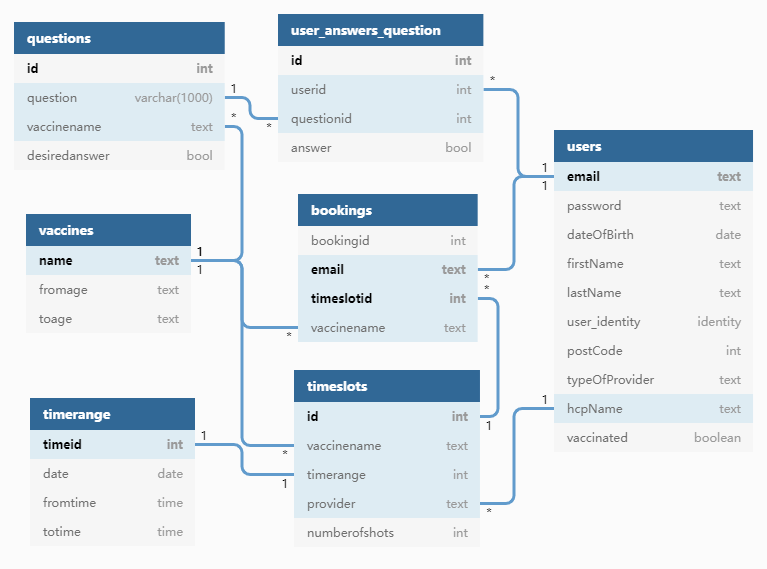 questions
id int
question varchar(1000)
vaccinename text
desiredanswer bool
1
*
*
user_answers_question
id int
userid int
questionid int
answer bool
*
users
email text
password text
dateOfBirth date
firstName text
lastName text
user_identity identity
postCode int
typeOfProvider text
hcpName text
vaccinated boolean
1
1
1
vaccines
name text
fromage text
toage text
1
1
bookings
bookingid int
email text
timeslotid int
vaccinename text
*
*
*
timerange
timeid int
date date
fromtime time
totime time
1
timeslots
id int
vaccinename text
timerange int
provider text
numberofshots int
1
*
1
*